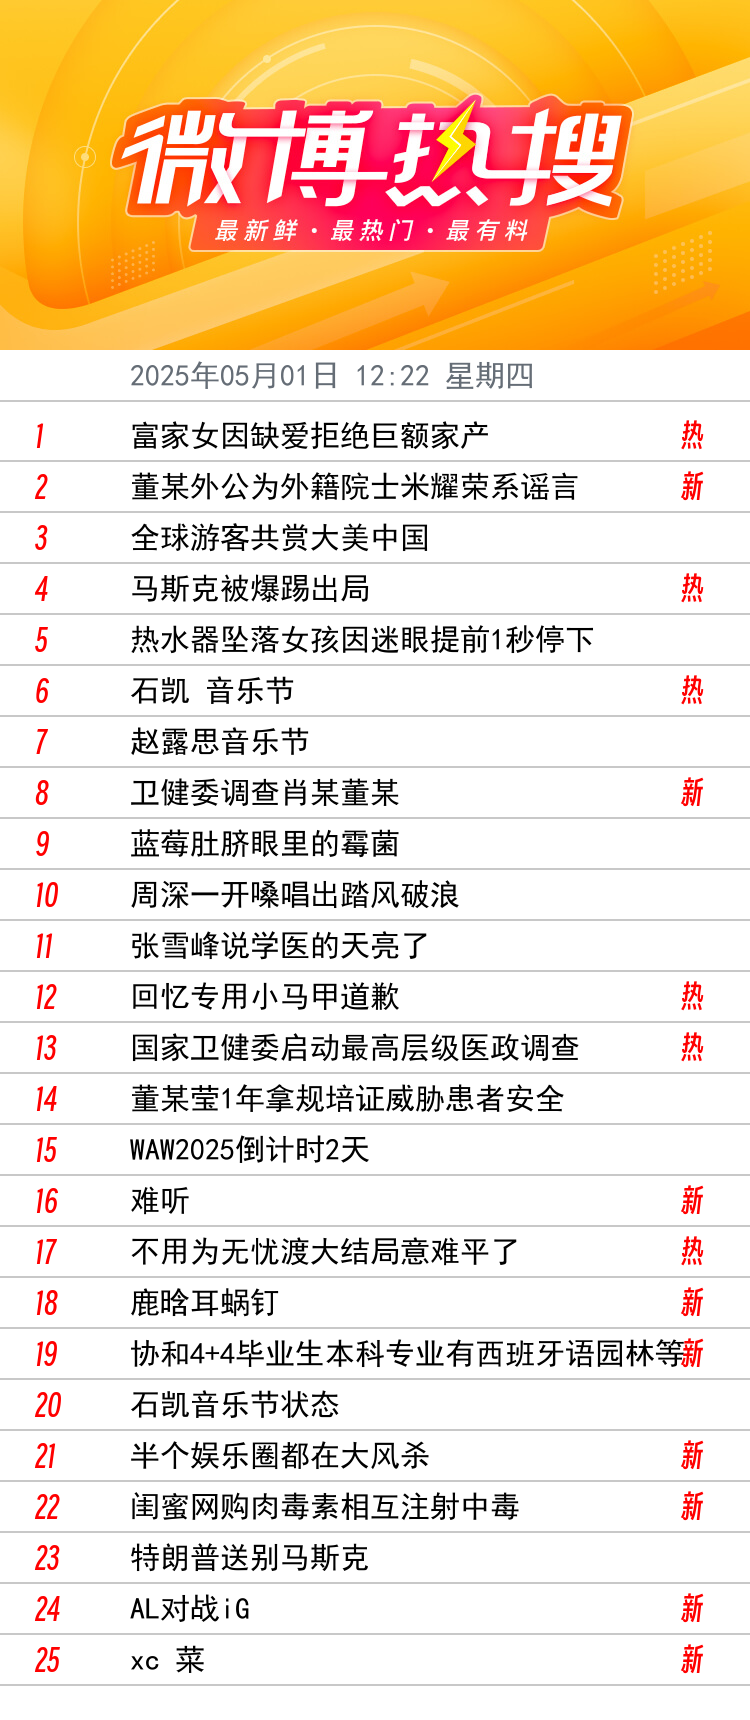 微博热搜
最新鲜·最热门·最有料
2025年05月01日 12:22 星期四
1 富家女因缺爱拒绝巨额家产 热
2 董某外公为外籍院士米耀荣系谣言 新
3 全球游客共赏大美中国
4 马斯克被爆踢出局 热
5 热水器坠落女孩因迷眼提前1秒停下
6 石凯 音乐节 热
7 赵露思音乐节
8 卫健委调查肖某董某 新
9 蓝莓肚脐眼里的霉菌
10 周深一开嗓唱出踏风破浪
11 张雪峰说学医的天亮了
12 回忆专用小马甲道歉 热
13 国家卫健委启动最高层级医政调查 热
14 董某莹1年拿规培证威胁患者安全
15 WAW2025倒计时2天
16 难听 新
17 不用为无忧渡大结局意难平了 热
18 鹿晗耳蜗钉 新
19 协和4+4毕业生本科专业有西班牙语园林等 新
20 石凯音乐节状态
21 半个娱乐圈都在大风杀 新
22 闺蜜网购肉毒素相互注射中毒 新
23 特朗普送别马斯克
24 AL对战iG 新
25 xc 菜 新